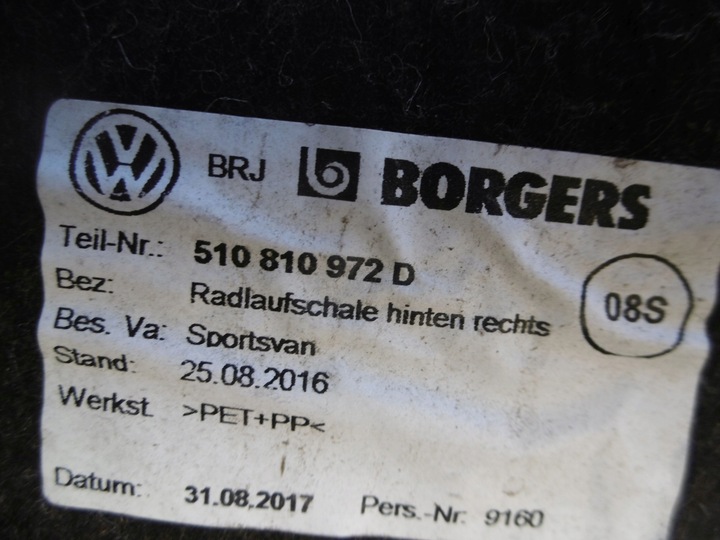 BRJ BORGERS
Teil-Nr.: 510 810 972 D
Bez: Radlaufschale hinten rechts
08S
Bes. Va: Sportsvan
Stand: 25.08.2016
Werkst. >PET+PP<
Datum: 31.08.2017 Pers.-Nr. 9160